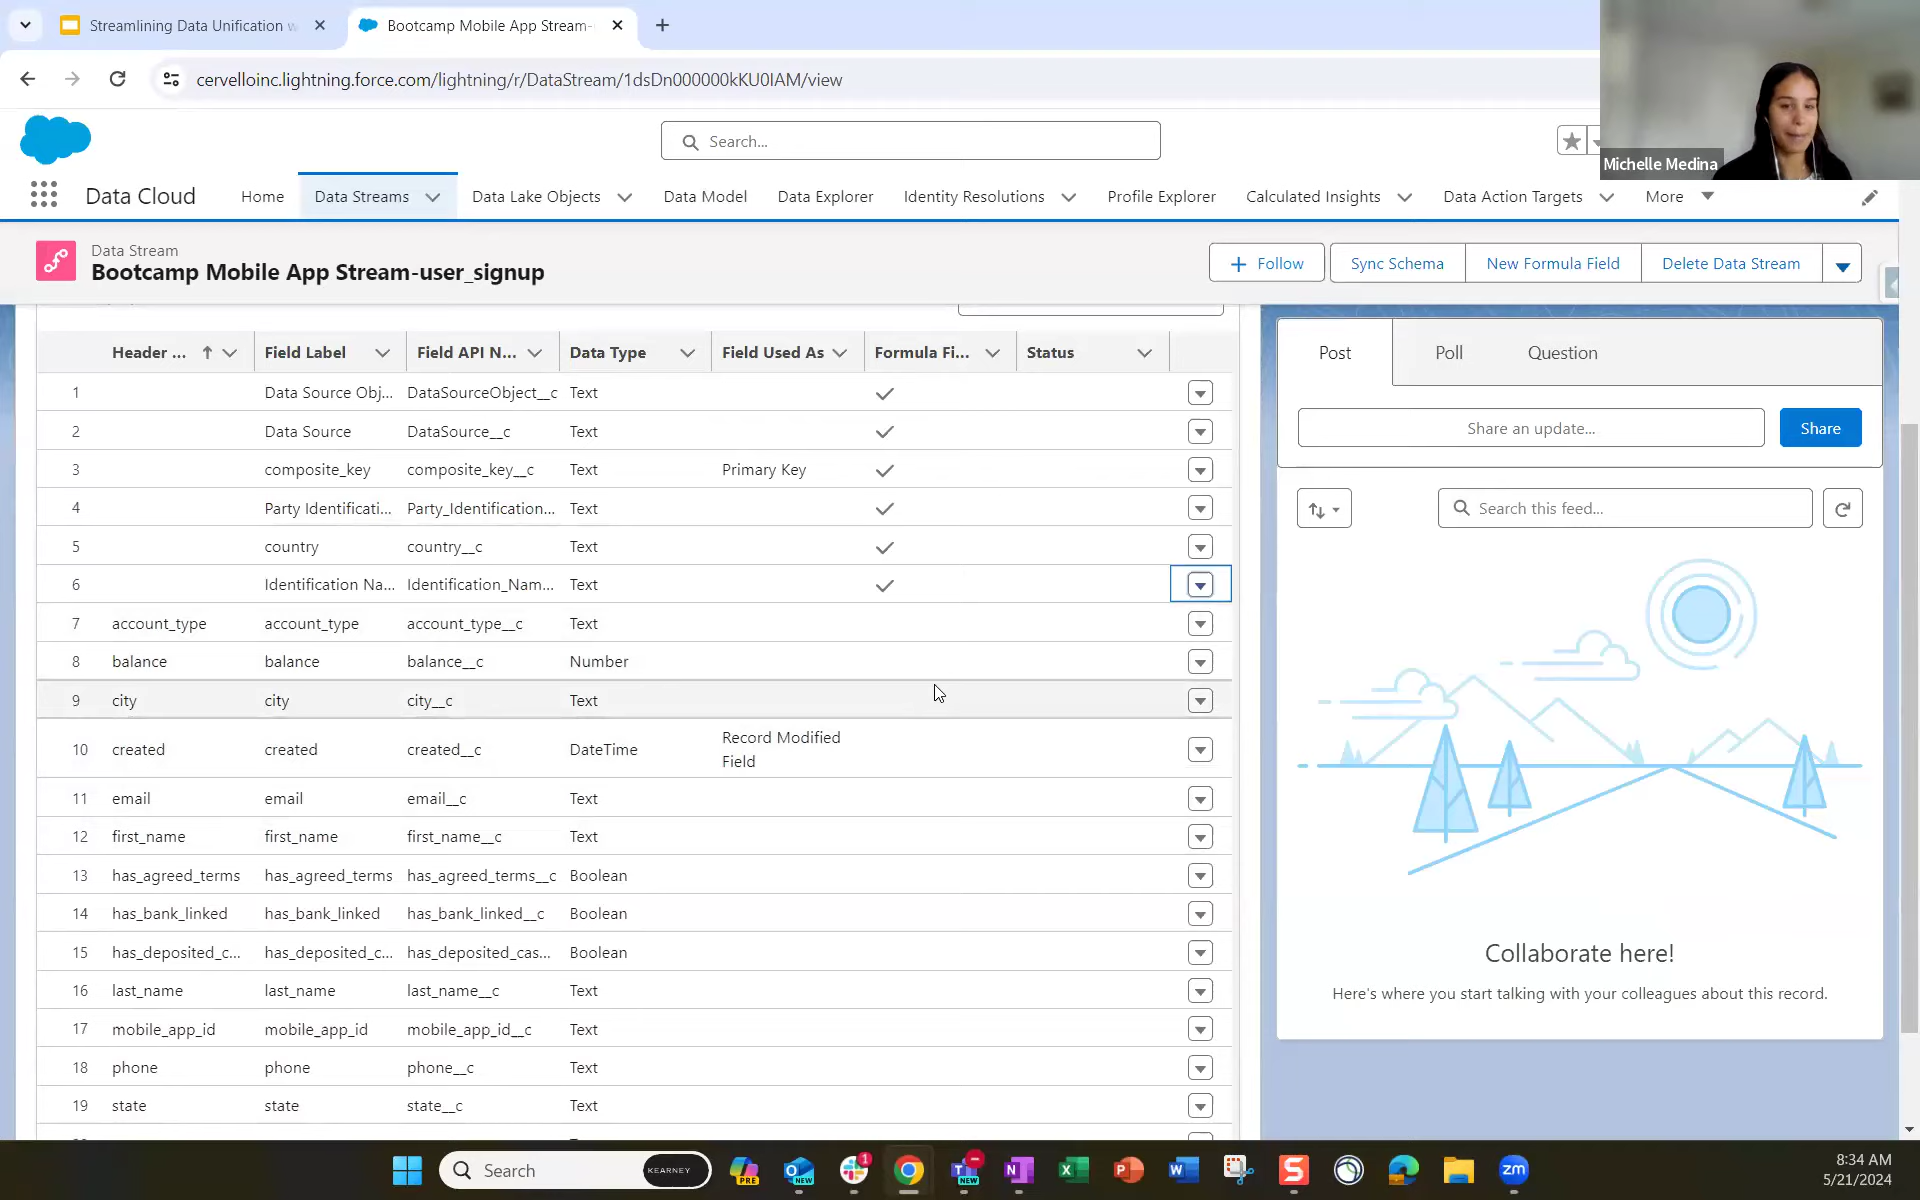 Streamlining Data Unification w
Bootcamp Mobile App Stream-
cervelloinc.lightning.force.com/lightning/r/DataStream/1dsDn000000kKU0IAM/view
Search...
Michelle Medina
Data Cloud
Home
Data Streams
Data Lake Objects
Data Model
Data Explorer
Identity Resolutions
Profile Explorer
Calculated Insights
Data Action Targets
More
Data Stream
Bootcamp Mobile App Stream-user_signup
Follow
Sync Schema
New Formula Field
Delete Data Stream
Header ... Field Label Field API N... Data Type Field Used As Formula Fi... Status
1 Data Source Obj... DataSourceObject__c Text
2 Data Source DataSource__c Text
3 composite_key composite_key__c Text Primary Key
4 Party Identificati... Party_Identification... Text
5 country country__c Text
6 Identification Na... Identification_Nam... Text
7 account_type account_type account_type__c Text
8 balance balance balance__c Number
9 city city city__c Text
10 created created created__c DateTime Record Modified
Field
11 email email email__c Text
12 first_name first_name first_name__c Text
13 has_agreed_terms has_agreed_terms has_agreed_terms__c Boolean
14 has_bank_linked has_bank_linked has_bank_linked__c Boolean
15 has_deposited_c... has_deposited_c... has_deposited_cas... Boolean
16 last_name last_name last_name__c Text
17 mobile_app_id mobile_app_id mobile_app_id__c Text
18 phone phone phone__c Text
19 state state state__c Text
Post
Poll
Question
Share an update...
Share
Search this feed...
Collaborate here!
Here's where you start talking with your colleagues about this record.
Search
KEARNEY
PRE
NEW
1
NEW
zm
8:34 AM
5/21/2024